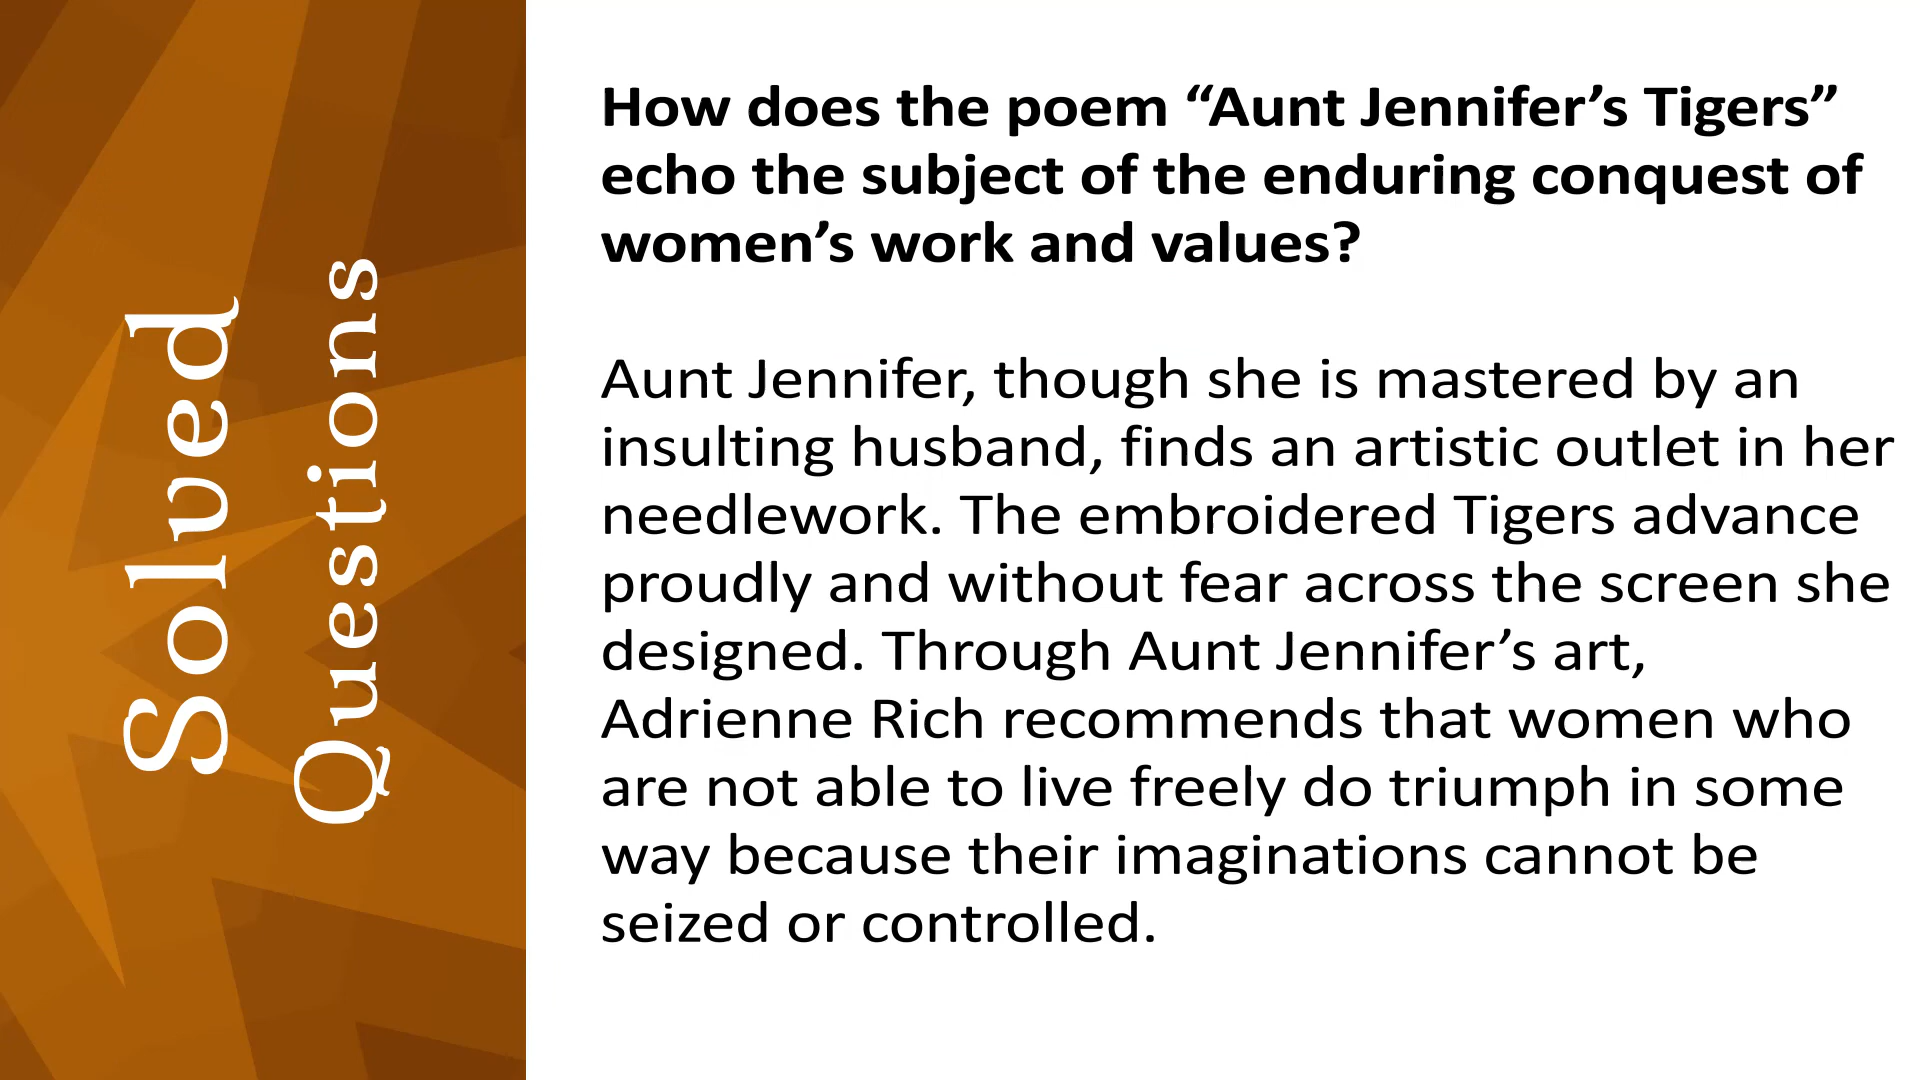 Solved
Questions
How does the poem “Aunt Jennifer’s Tigers”
echo the subject of the enduring conquest of
women’s work and values?
Aunt Jennifer, though she is mastered by an
insulting husband, finds an artistic outlet in her
needlework. The embroidered Tigers advance
proudly and without fear across the screen she
designed. Through Aunt Jennifer’s art,
Adrienne Rich recommends that women who
are not able to live freely do triumph in some
way because their imaginations cannot be
seized or controlled.